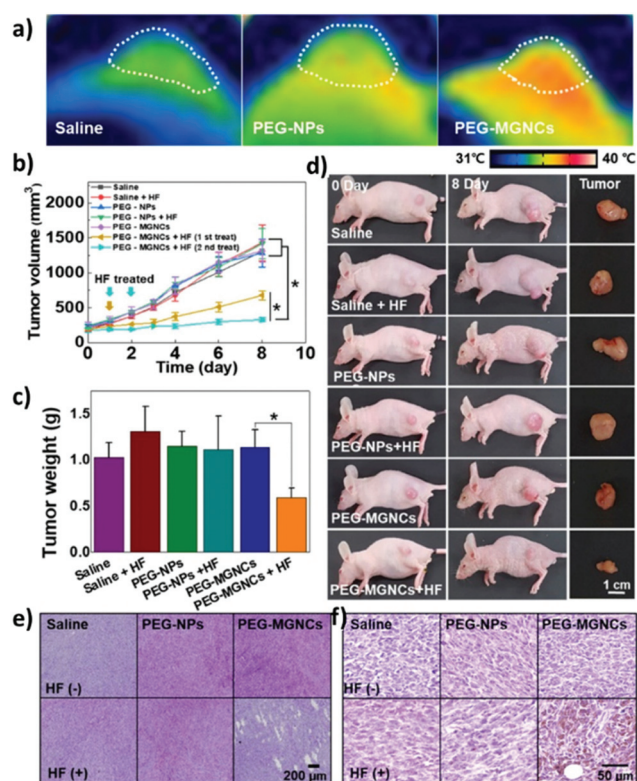 a)
Saline
PEG-NPs
PEG-MGNCs
31℃
40 ℃
b)
Tumor volume (mm³)
2000
1500
1000
500
0
Saline
Saline + HF
PEG - NPs
PEG - NPs + HF
PEG - MGNCs
PEG - MGNCs + HF (1 st treat)
PEG - MGNCs + HF (2 nd treat)
HF treated
*
*
0 2 4 6 8 10
Time (day)
c)
Tumor weight (g)
1.5
1.0
0.5
0.0
*
Saline
Saline + HF
PEG-NPs
PEG-NPs +HF
PEG-MGNCs
PEG-MGNCs + HF
d)
0 Day
8 Day
Tumor
Saline
Saline + HF
PEG-NPs
PEG-NPs+HF
PEG-MGNCs
PEG-MGNCs+HF
1 cm
e)
Saline
PEG-NPs
PEG-MGNCs
HF (-)
HF (+)
200 μm
f)
Saline
PEG-NPs
PEG-MGNCs
HF (-)
HF (+)
50 μm